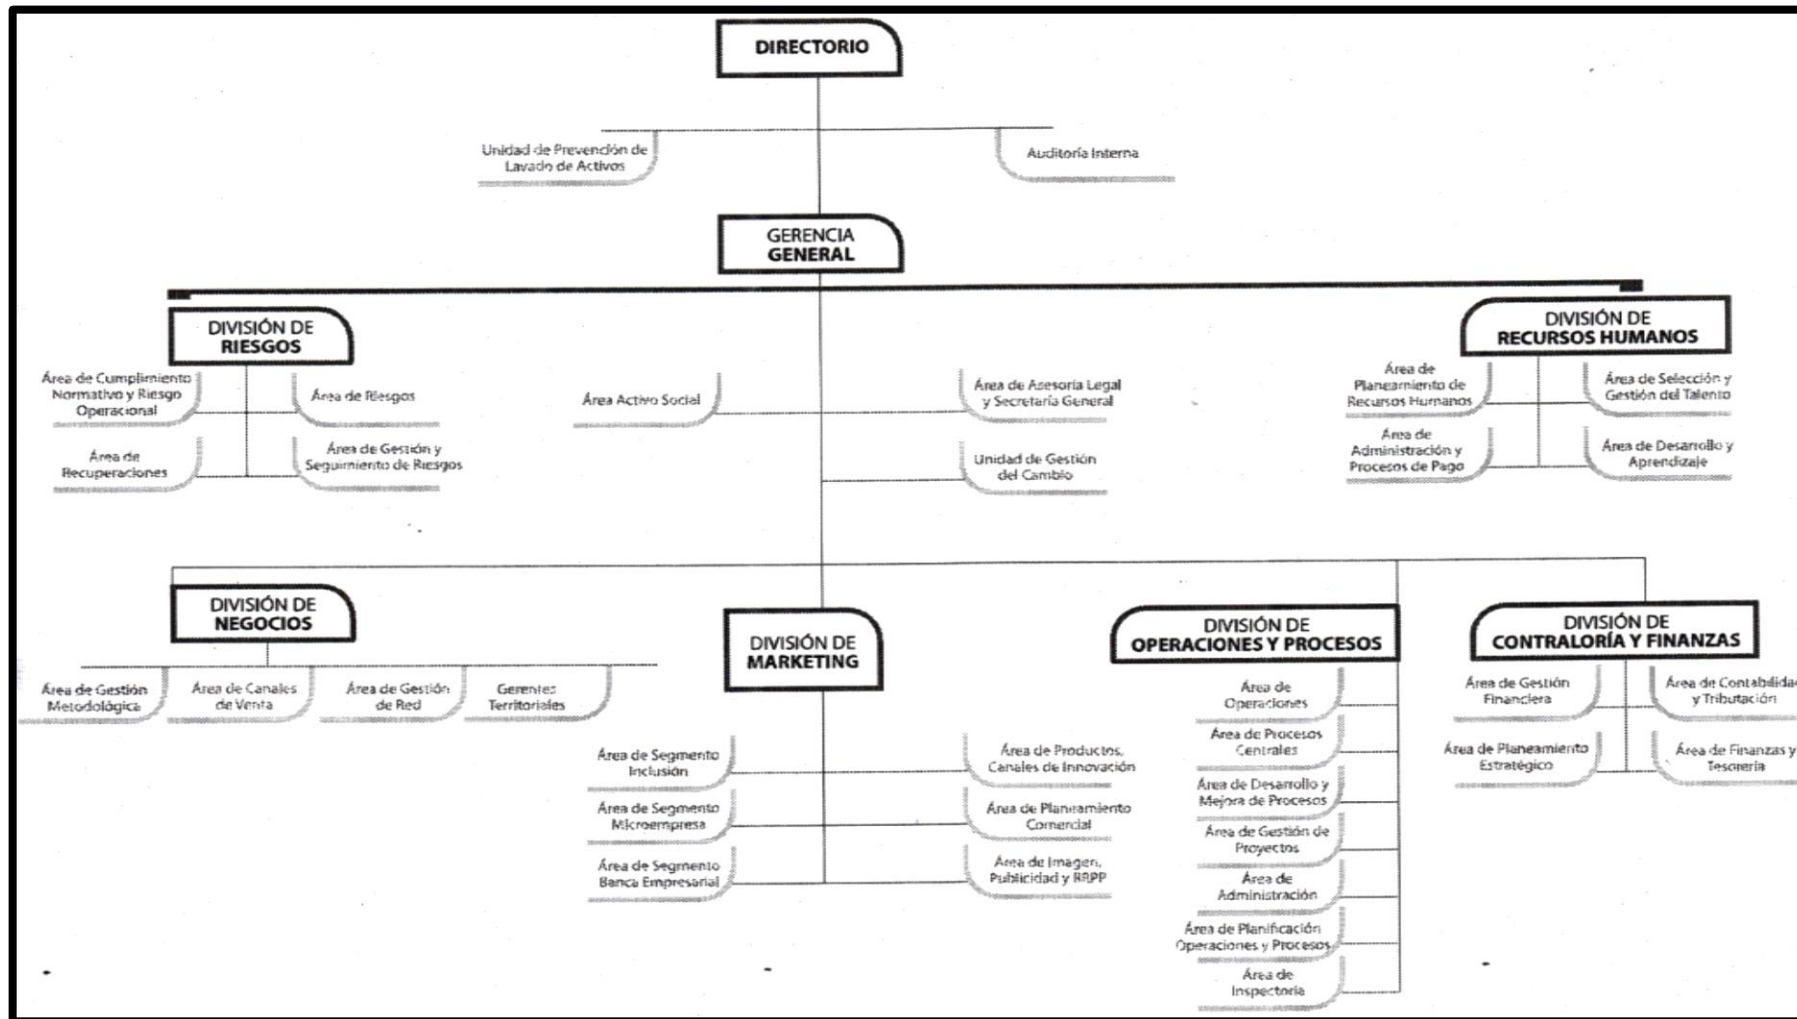 DIRECTORIO
Unidad de Prevención de
Lavado de Activos
Auditoría Interna
GERENCIA
GENERAL
DIVISIÓN DE
RIESGOS
Área de Cumplimiento
Normativo y Riesgo
Operacional
Área de Riesgos
Área de
Recuperaciones
Área de Gestión y
Seguimiento de Riesgos
Área Activo Social
Área de Asesoría Legal
y Secretaría General
Unidad de Gestión
del Cambio
DIVISIÓN DE
RECURSOS HUMANOS
Área de
Planeamiento de
Recursos Humanos
Área de Selección y
Gestión del Talento
Área de
Administración y
Procesos de Pago
Área de Desarrollo y
Aprendizaje
DIVISIÓN DE
NEGOCIOS
Área de Gestión
Metodológica
Área de Canales
de Venta
Área de Gestión
de Red
Gerentes
Territoriales
DIVISIÓN DE
MARKETING
Área de Segmento
Inclusión
Área de Productos,
Canales de Innovación
Área de Segmento
Microempresa
Área de Planeamiento
Comercial
Área de Segmento
Banca Empresarial
Área de Imagen,
Publicidad y RRPP
DIVISIÓN DE
OPERACIONES Y PROCESOS
Área de
Operaciones
Área de Procesos
Centrales
Área de Desarrollo y
Mejora de Procesos
Área de Gestión de
Proyectos
Área de
Administración
Área de Planificación
Operaciones y Procesos
Área de
Inspectoría
DIVISIÓN DE
CONTRALORÍA Y FINANZAS
Área de Gestión
Financiera
Área de Contabilidad
y Tributación
Área de Planeamiento
Estratégico
Área de Finanzas y
Tesorería